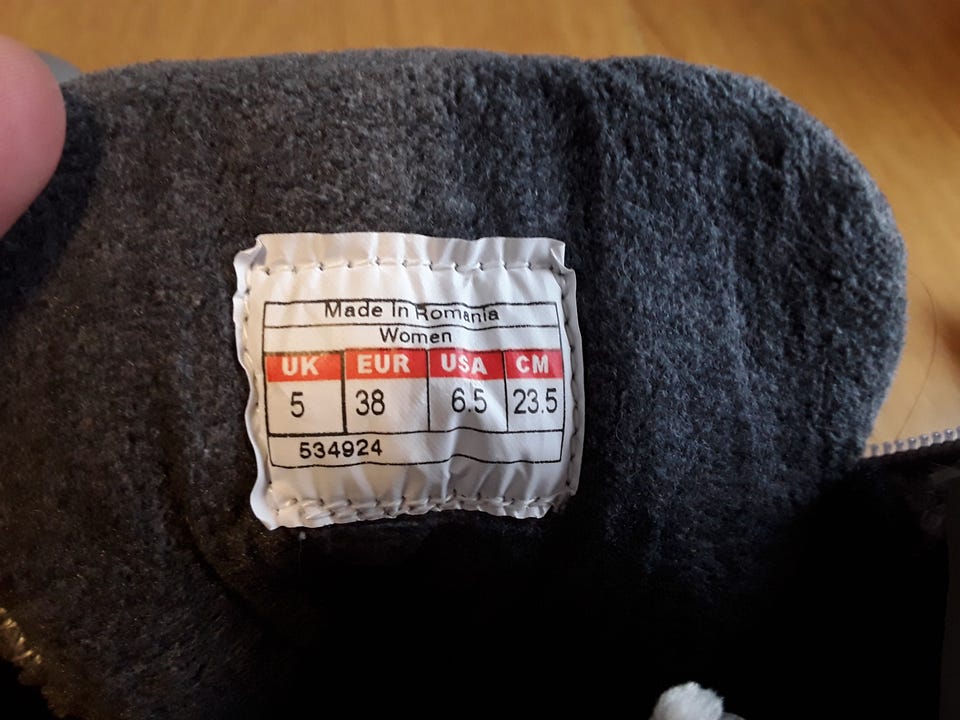 Made In Romania
Women
UK EUR USA CM
5 38 6.5 23.5
534924